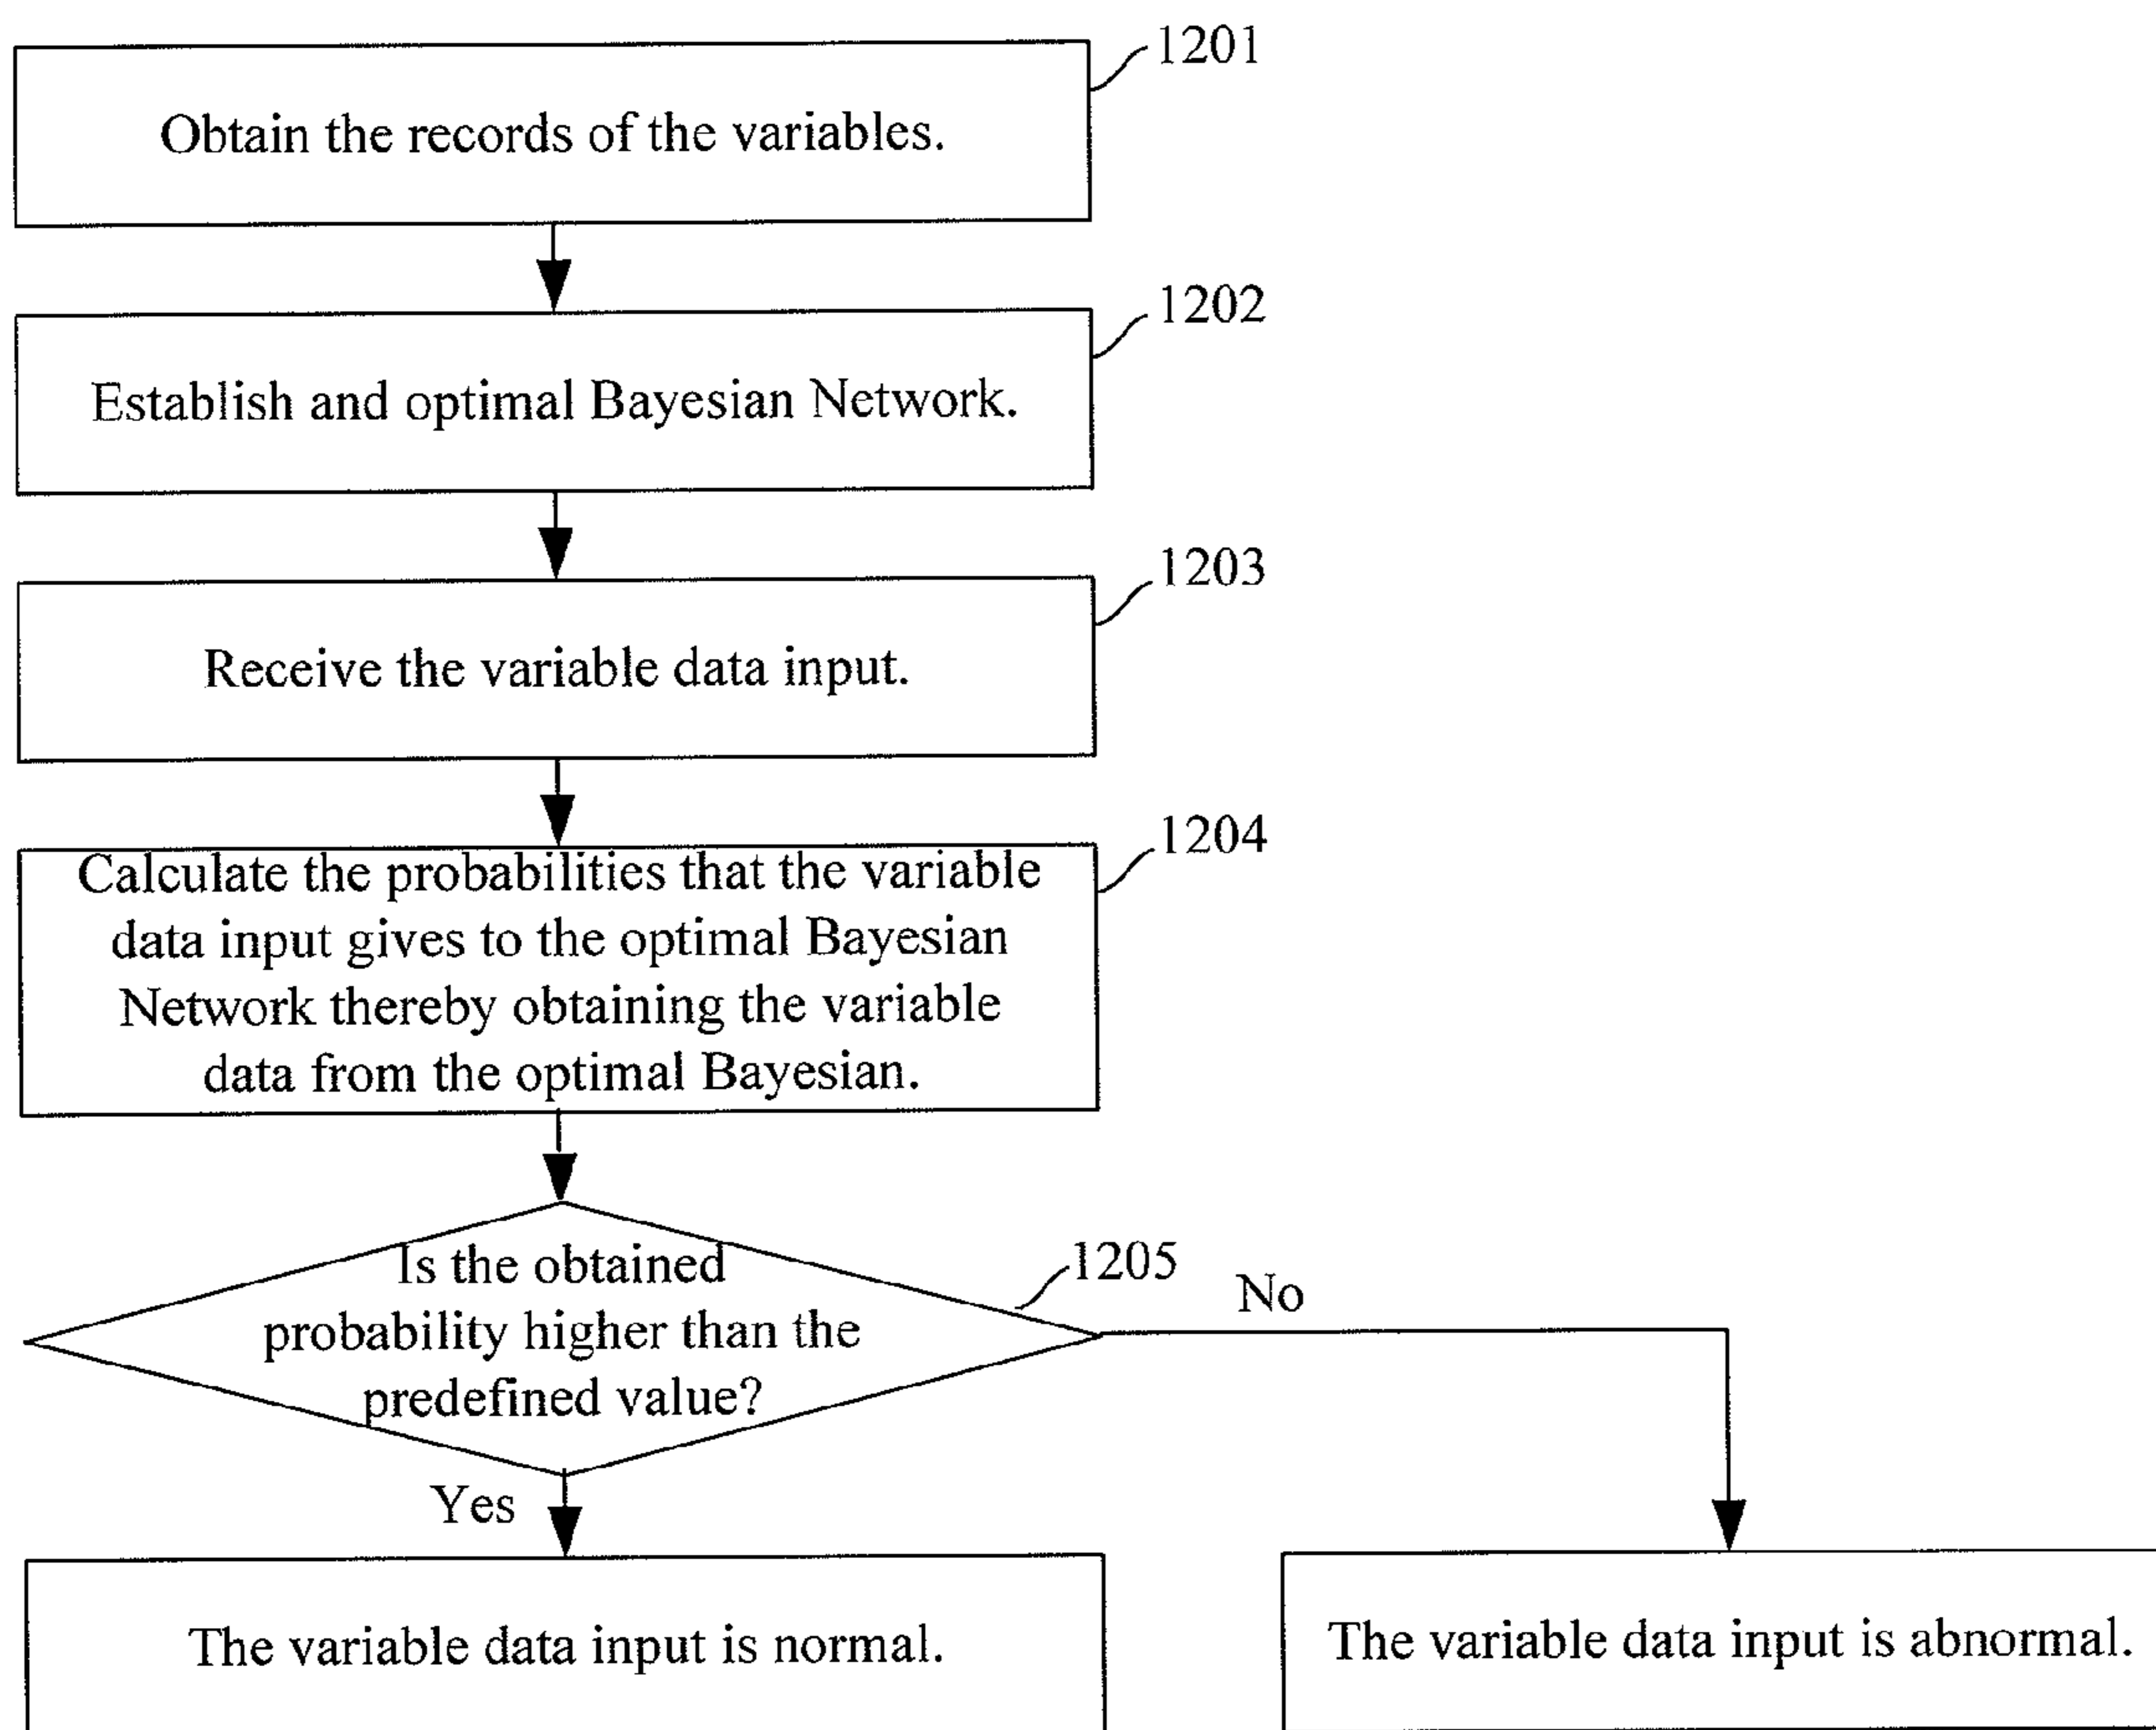 1201
Obtain the records of the variables.
1202
Establish and optimal Bayesian Network.
1203
Receive the variable data input.
1204
Calculate the probabilities that the variable
data input gives to the optimal Bayesian
Network thereby obtaining the variable
data from the optimal Bayesian.
1205
Is the obtained
probability higher than the
predefined value?
No
Yes
The variable data input is normal.
The variable data input is abnormal.